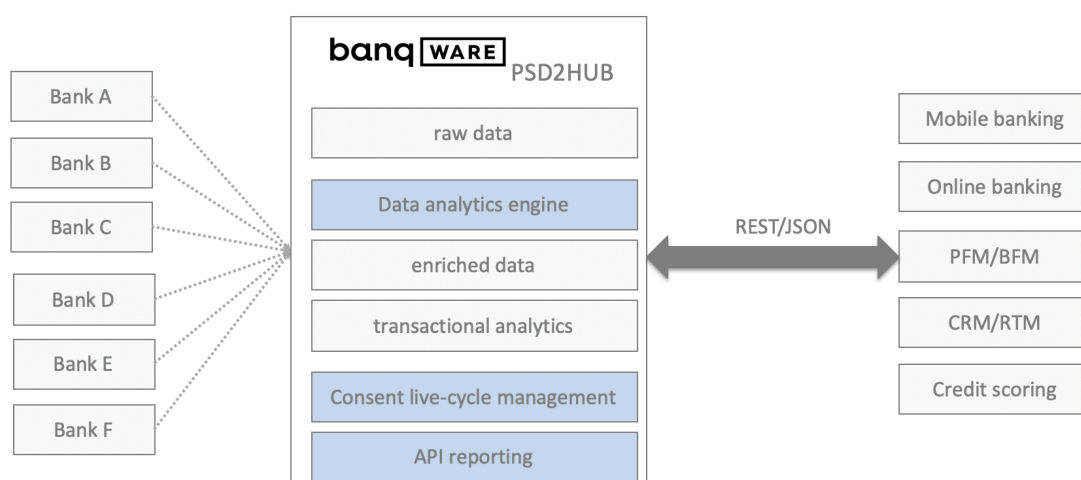 Bank A
Bank B
Bank C
Bank D
Bank E
Bank F
banq WARE
PSD2HUB
raw data
Data analytics engine
enriched data
transactional analytics
Consent live-cycle management
API reporting
REST/JSON
Mobile banking
Online banking
PFM/BFM
CRM/RTM
Credit scoring